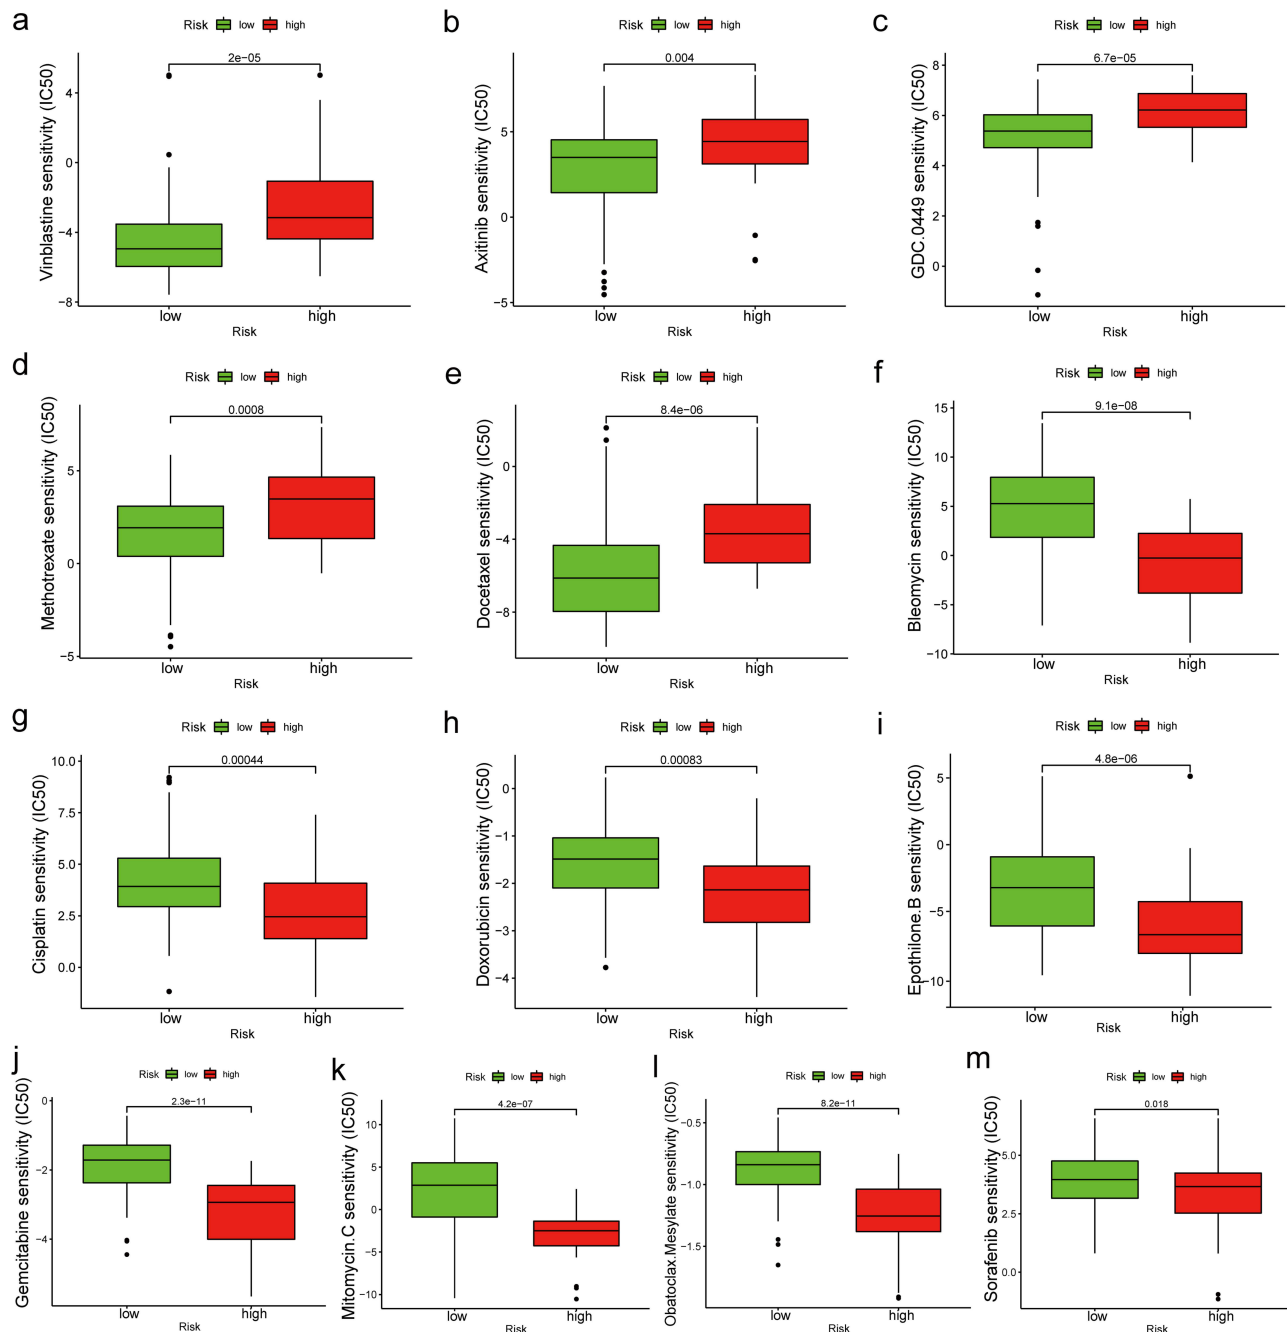 a
Risk low high
2e−05
Vinblastine sensitivity (IC50)
4
0
−4
−8
low high
Risk
b
Risk low high
0.004
Axitinib sensitivity (IC50)
5
0
−5
low high
Risk
c
Risk low high
6.7e−05
GDC.0449 sensitivity (IC50)
8
6
4
2
0
low high
Risk
d
Risk low high
0.0008
Methotrexate sensitivity (IC50)
5
0
−5
low high
Risk
e
Risk low high
8.4e−06
Docetaxel sensitivity (IC50)
0
−4
−8
low high
Risk
f
Risk low high
9.1e−08
Bleomycin sensitivity (IC50)
15
10
5
0
−5
−10
low high
Risk
g
Risk low high
0.00044
Cisplatin sensitivity (IC50)
10.0
7.5
5.0
2.5
0.0
low high
Risk
h
Risk low high
0.00083
Doxorubicin sensitivity (IC50)
0
−1
−2
−3
−4
low high
Risk
i
Risk low high
4.8e−06
Epothilone.B sensitivity (IC50)
5
0
−5
−10
low high
Risk
j
Risk low high
2.3e−11
Gemcitabine sensitivity (IC50)
0
−2
−4
low high
Risk
k
Risk low high
4.2e−07
Mitomycin.C sensitivity (IC50)
10
5
0
−5
−10
low high
Risk
l
Risk low high
8.2e−11
Obatoclax.Mesylate sensitivity (IC50)
−0.5
−1.0
−1.5
low high
Risk
m
Risk low high
0.018
Sorafenib sensitivity (IC50)
5.0
2.5
0.0
low high
Risk